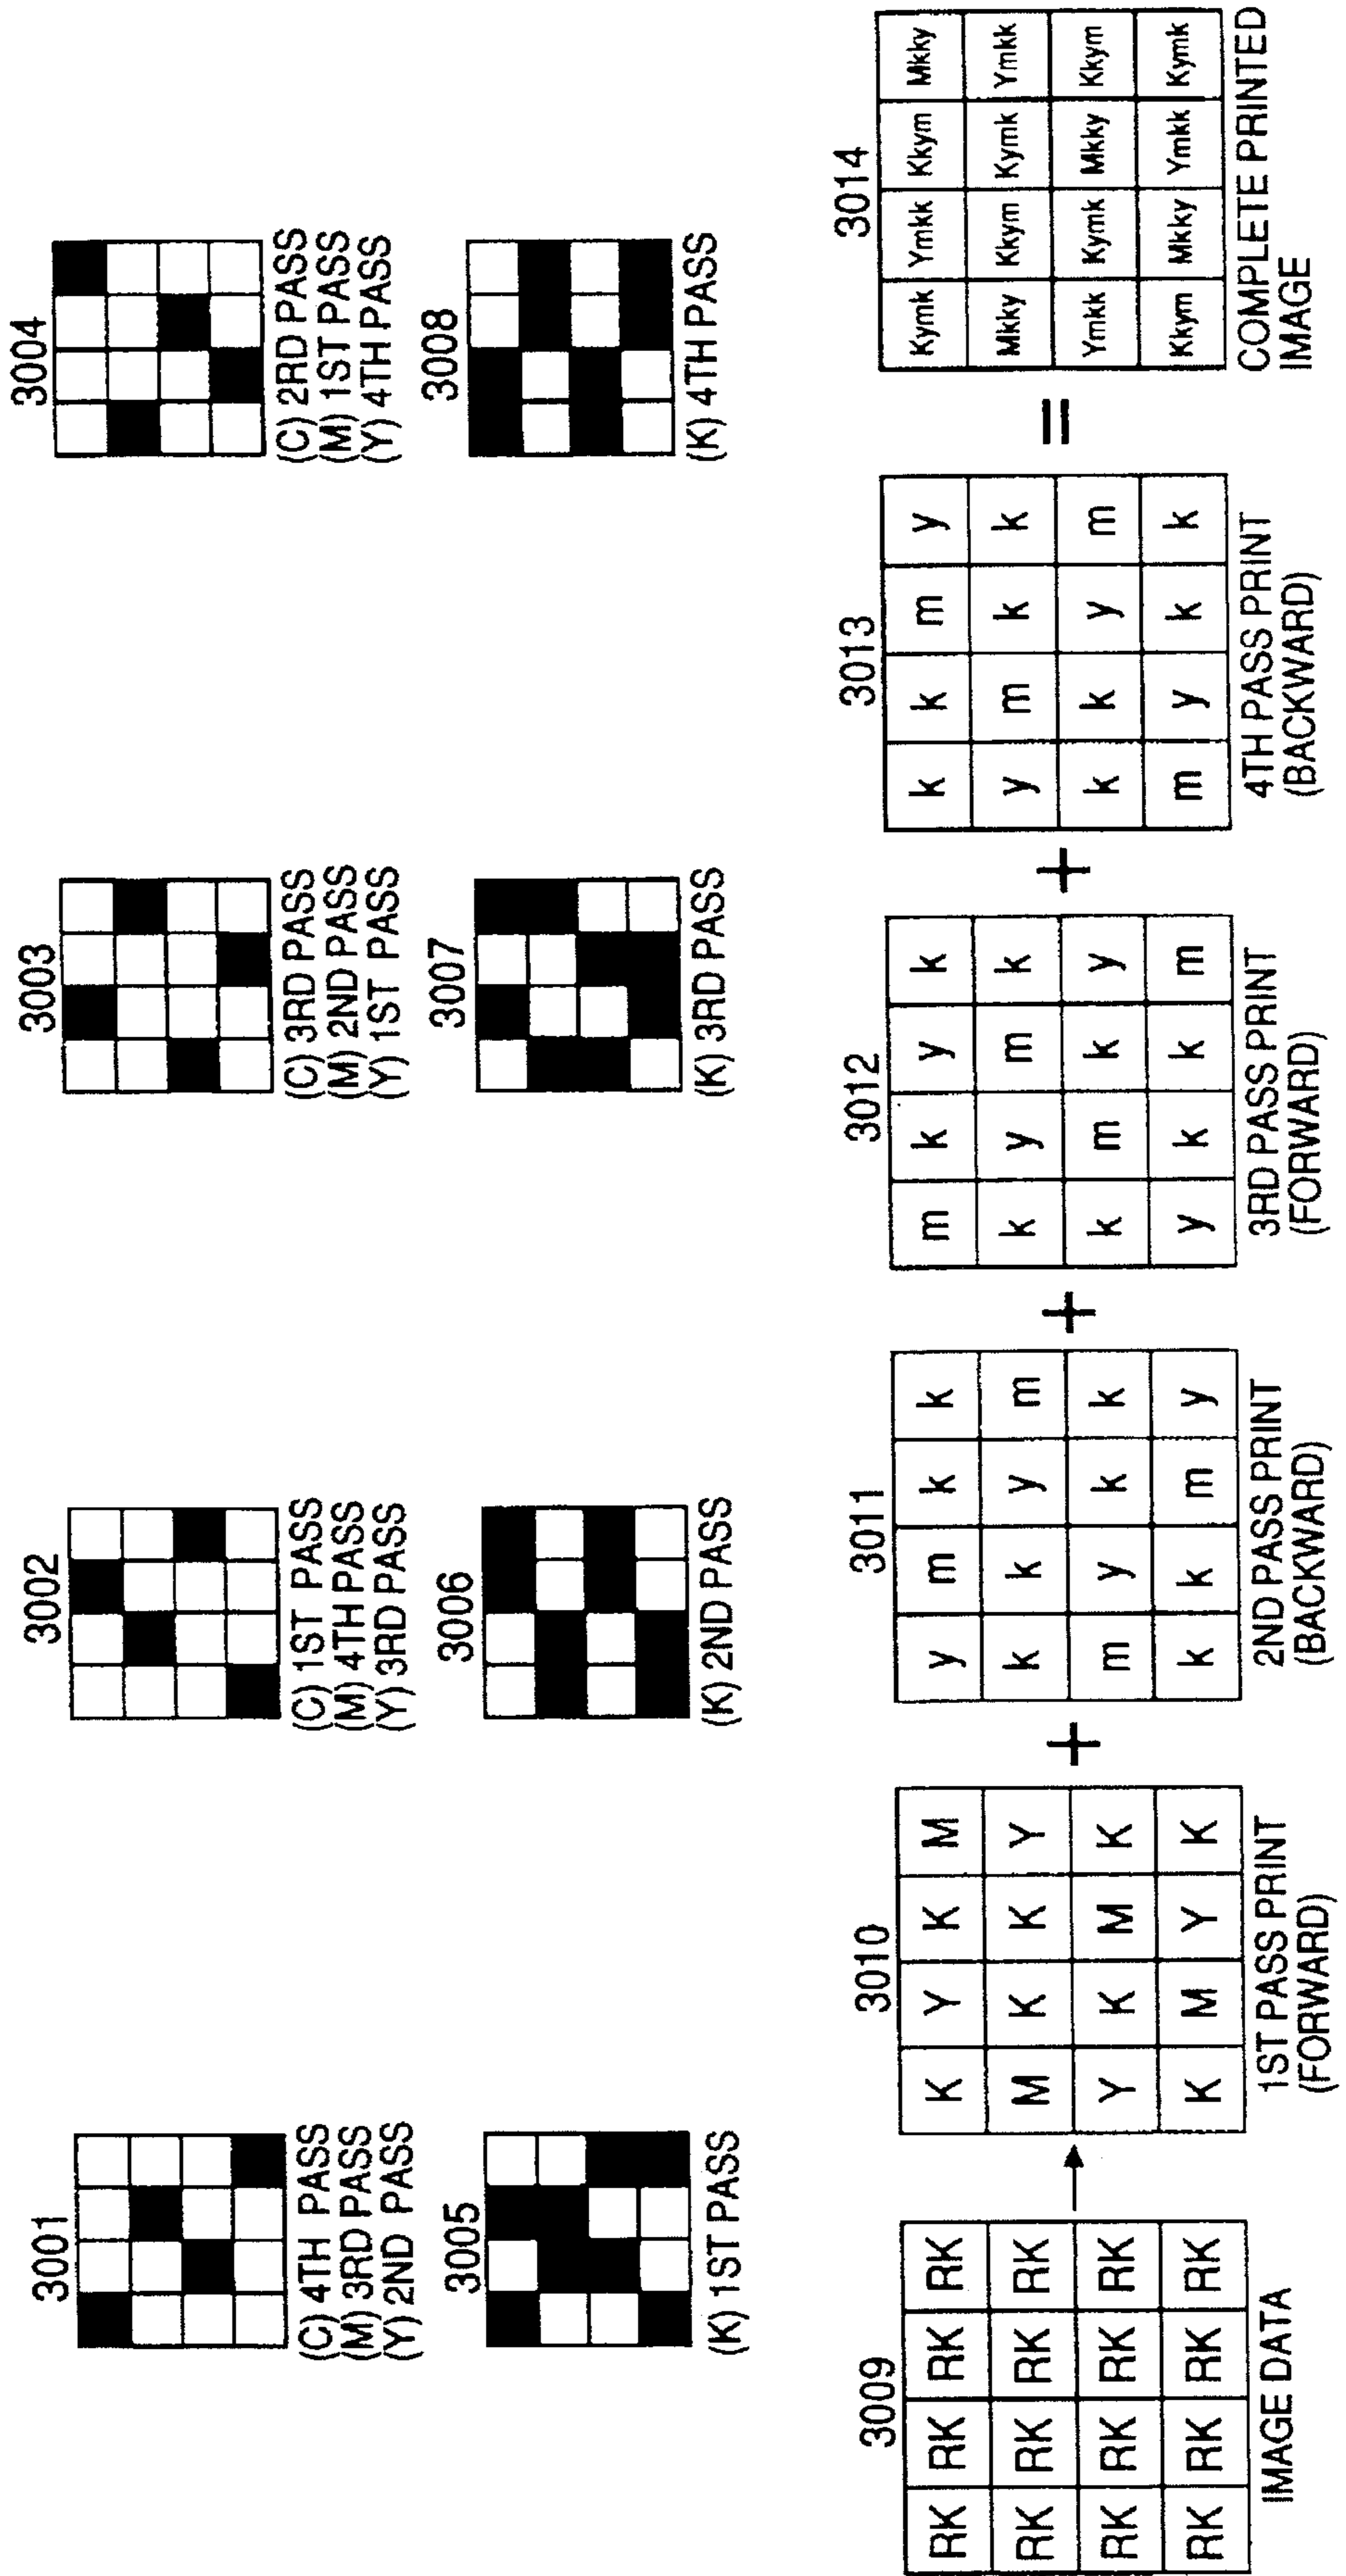 3001
(C) 4TH PASS
(M) 3RD PASS
(Y) 2ND PASS
3002
(C) 1ST PASS
(M) 4TH PASS
(Y) 3RD PASS
3003
(C) 3RD PASS
(M) 2ND PASS
(Y) 1ST PASS
3004
(C) 2RD PASS
(M) 1ST PASS
(Y) 4TH PASS
3005
(K) 1ST PASS
3006
(K) 2ND PASS
3007
(K) 3RD PASS
3008
(K) 4TH PASS
3009
RK RK RK RK
RK RK RK RK
RK RK RK RK
RK RK RK RK
IMAGE DATA
3010
K Y K M
M K K Y
Y K M K
K M Y K
1ST PASS PRINT
(FORWARD)
+
3011
y m k k
k k y m
m y k k
k k m y
2ND PASS PRINT
(BACKWARD)
+
3012
m k y k
k y m k
k m k y
y k k m
3RD PASS PRINT
(FORWARD)
+
3013
k k m y
y m k k
k k y m
m y k k
4TH PASS PRINT
(BACKWARD)
=
3014
Kymk Ymkk Kkym Mkky
Mkky Kkym Kymk Ymkk
Ymkk Kymk Mkky Kkym
Kkym Mkky Ymkk Kymk
COMPLETE PRINTED
IMAGE